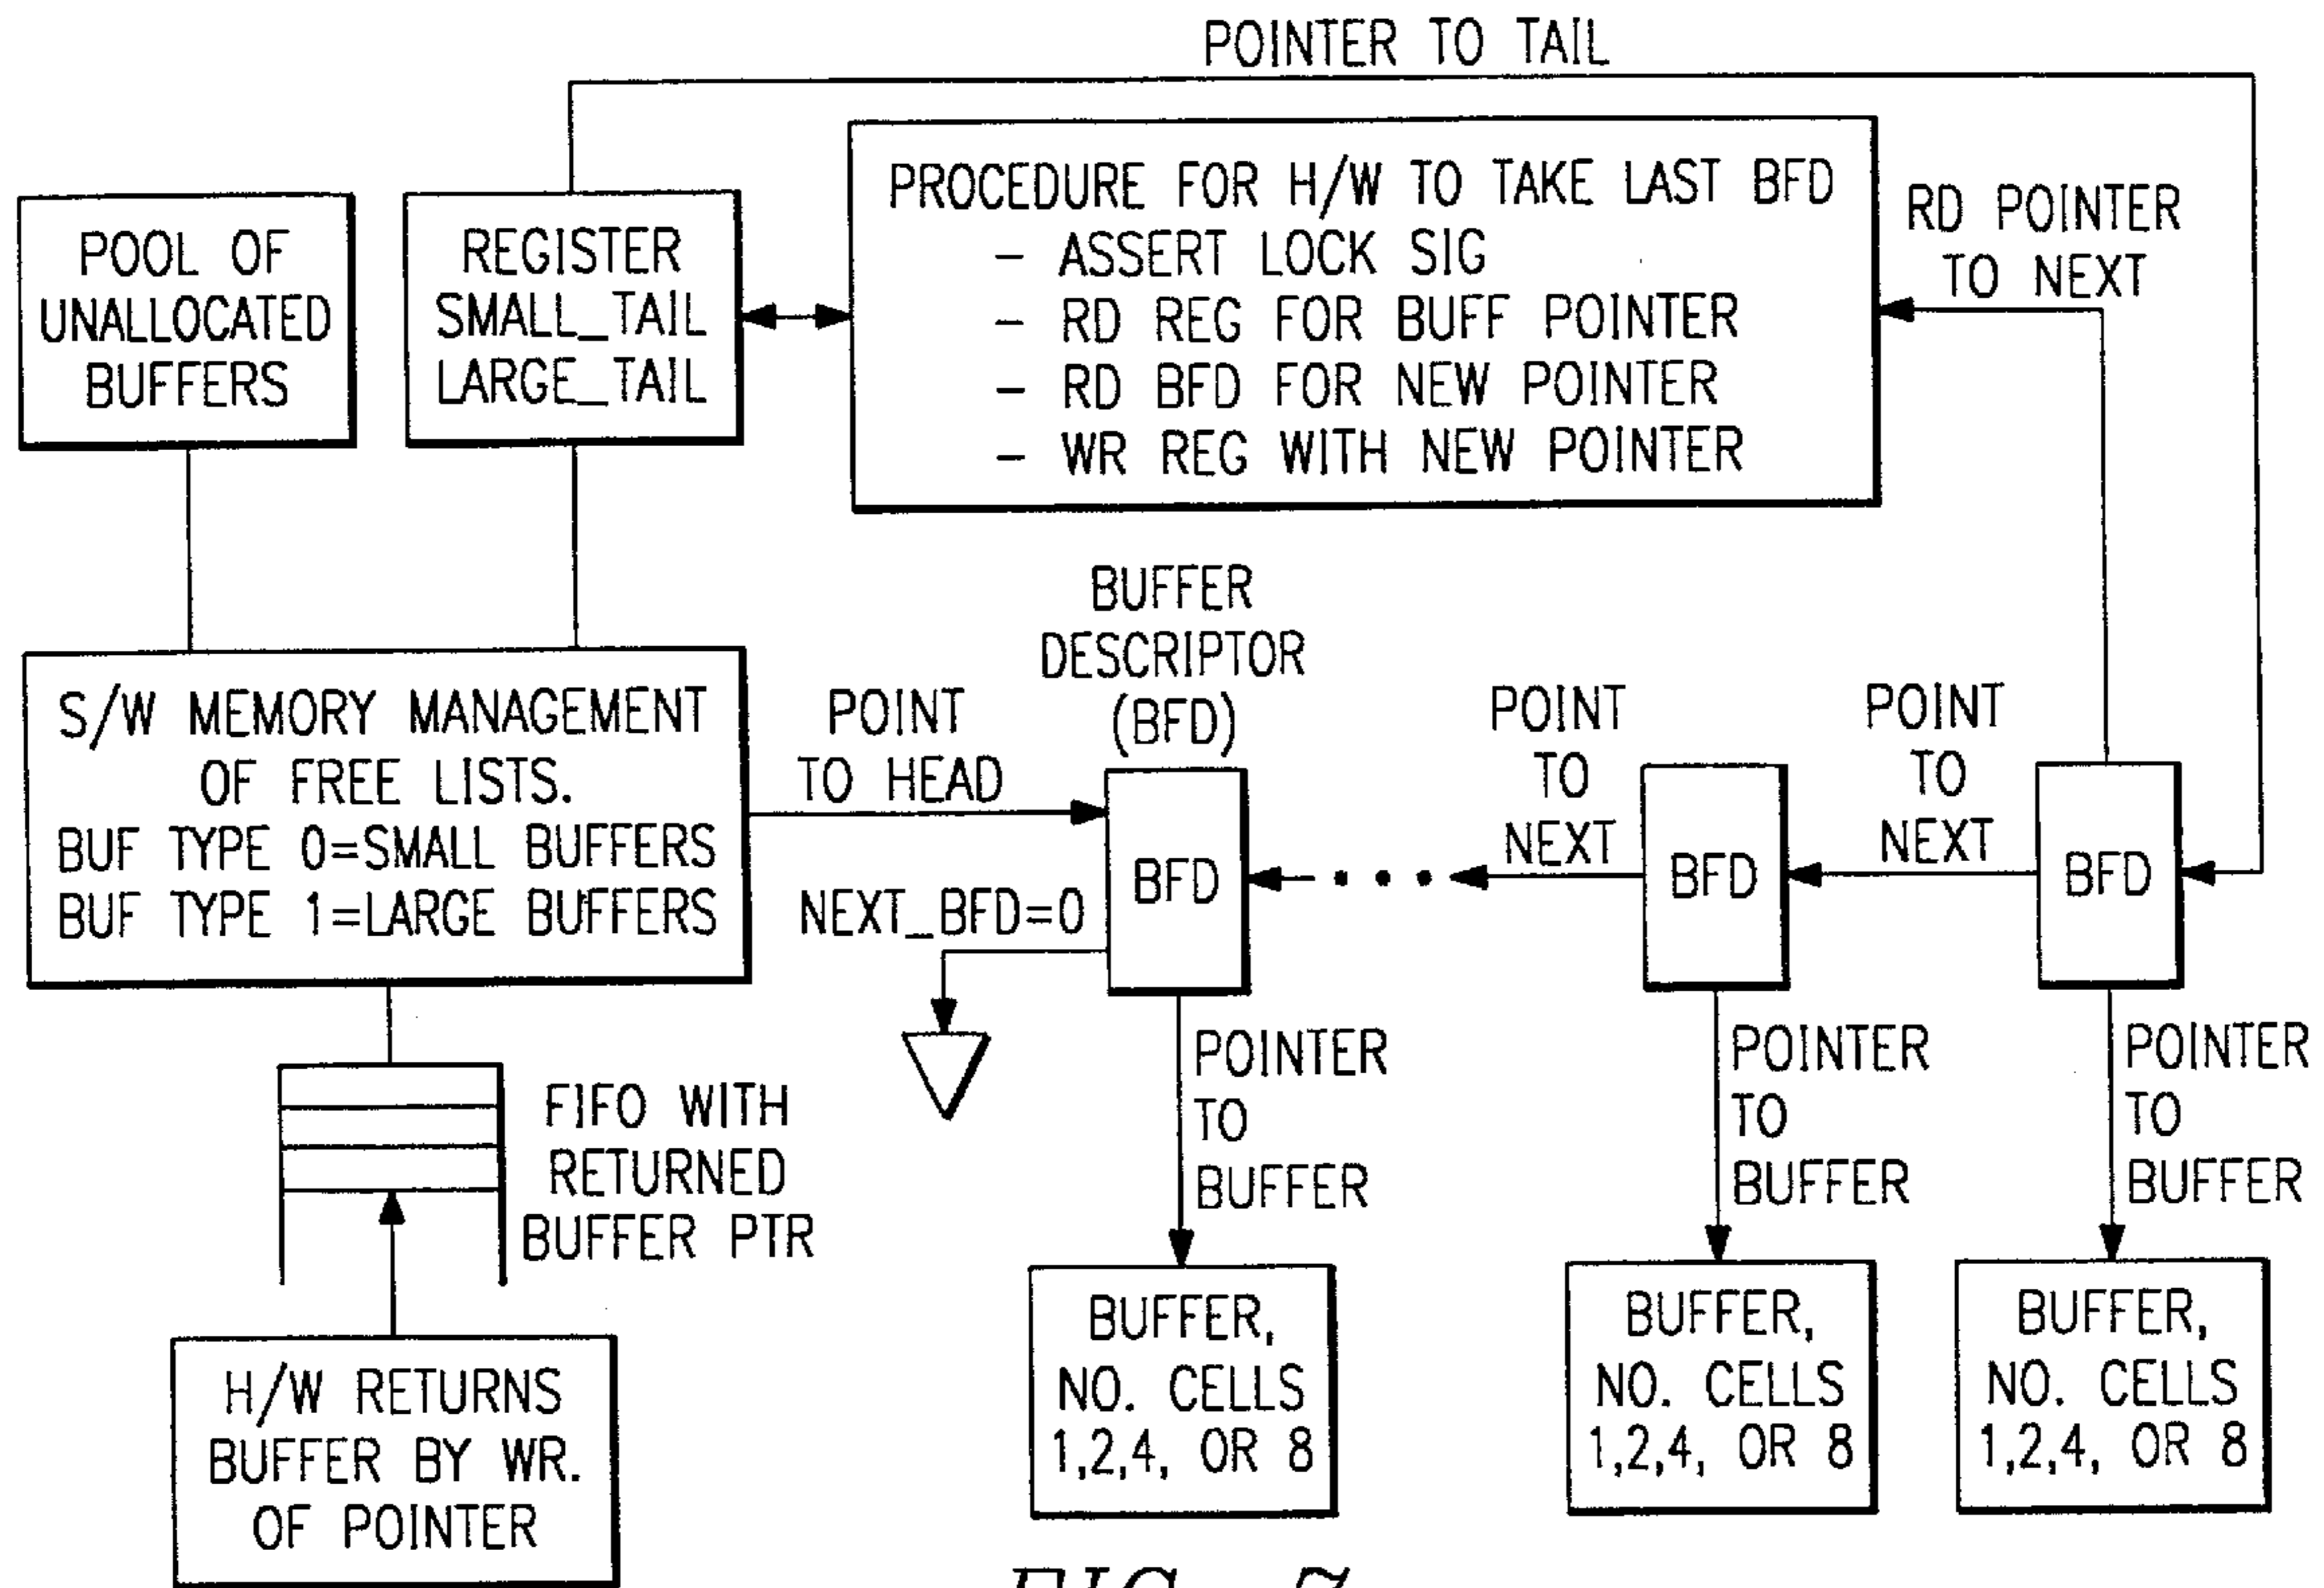 POINTER TO TAIL
POOL OF
UNALLOCATED
BUFFERS
REGISTER
SMALL_TAIL
LARGE_TAIL
PROCEDURE FOR H/W TO TAKE LAST BFD
- ASSERT LOCK SIG
- RD REG FOR BUFF POINTER
- RD BFD FOR NEW POINTER
- WR REG WITH NEW POINTER
RD POINTER
TO NEXT
S/W MEMORY MANAGEMENT
OF FREE LISTS.
BUF TYPE 0=SMALL BUFFERS
BUF TYPE 1=LARGE BUFFERS
POINT
TO HEAD
NEXT_BFD=0
BUFFER
DESCRIPTOR
(BFD)
BFD
POINT
TO
NEXT
BFD
POINT
TO
NEXT
BFD
FIFO WITH
RETURNED
BUFFER PTR
POINTER
TO
BUFFER
POINTER
TO
BUFFER
POINTER
TO
BUFFER
H/W RETURNS
BUFFER BY WR.
OF POINTER
BUFFER,
NO. CELLS
1,2,4, OR 8
BUFFER,
NO. CELLS
1,2,4, OR 8
BUFFER,
NO. CELLS
1,2,4, OR 8